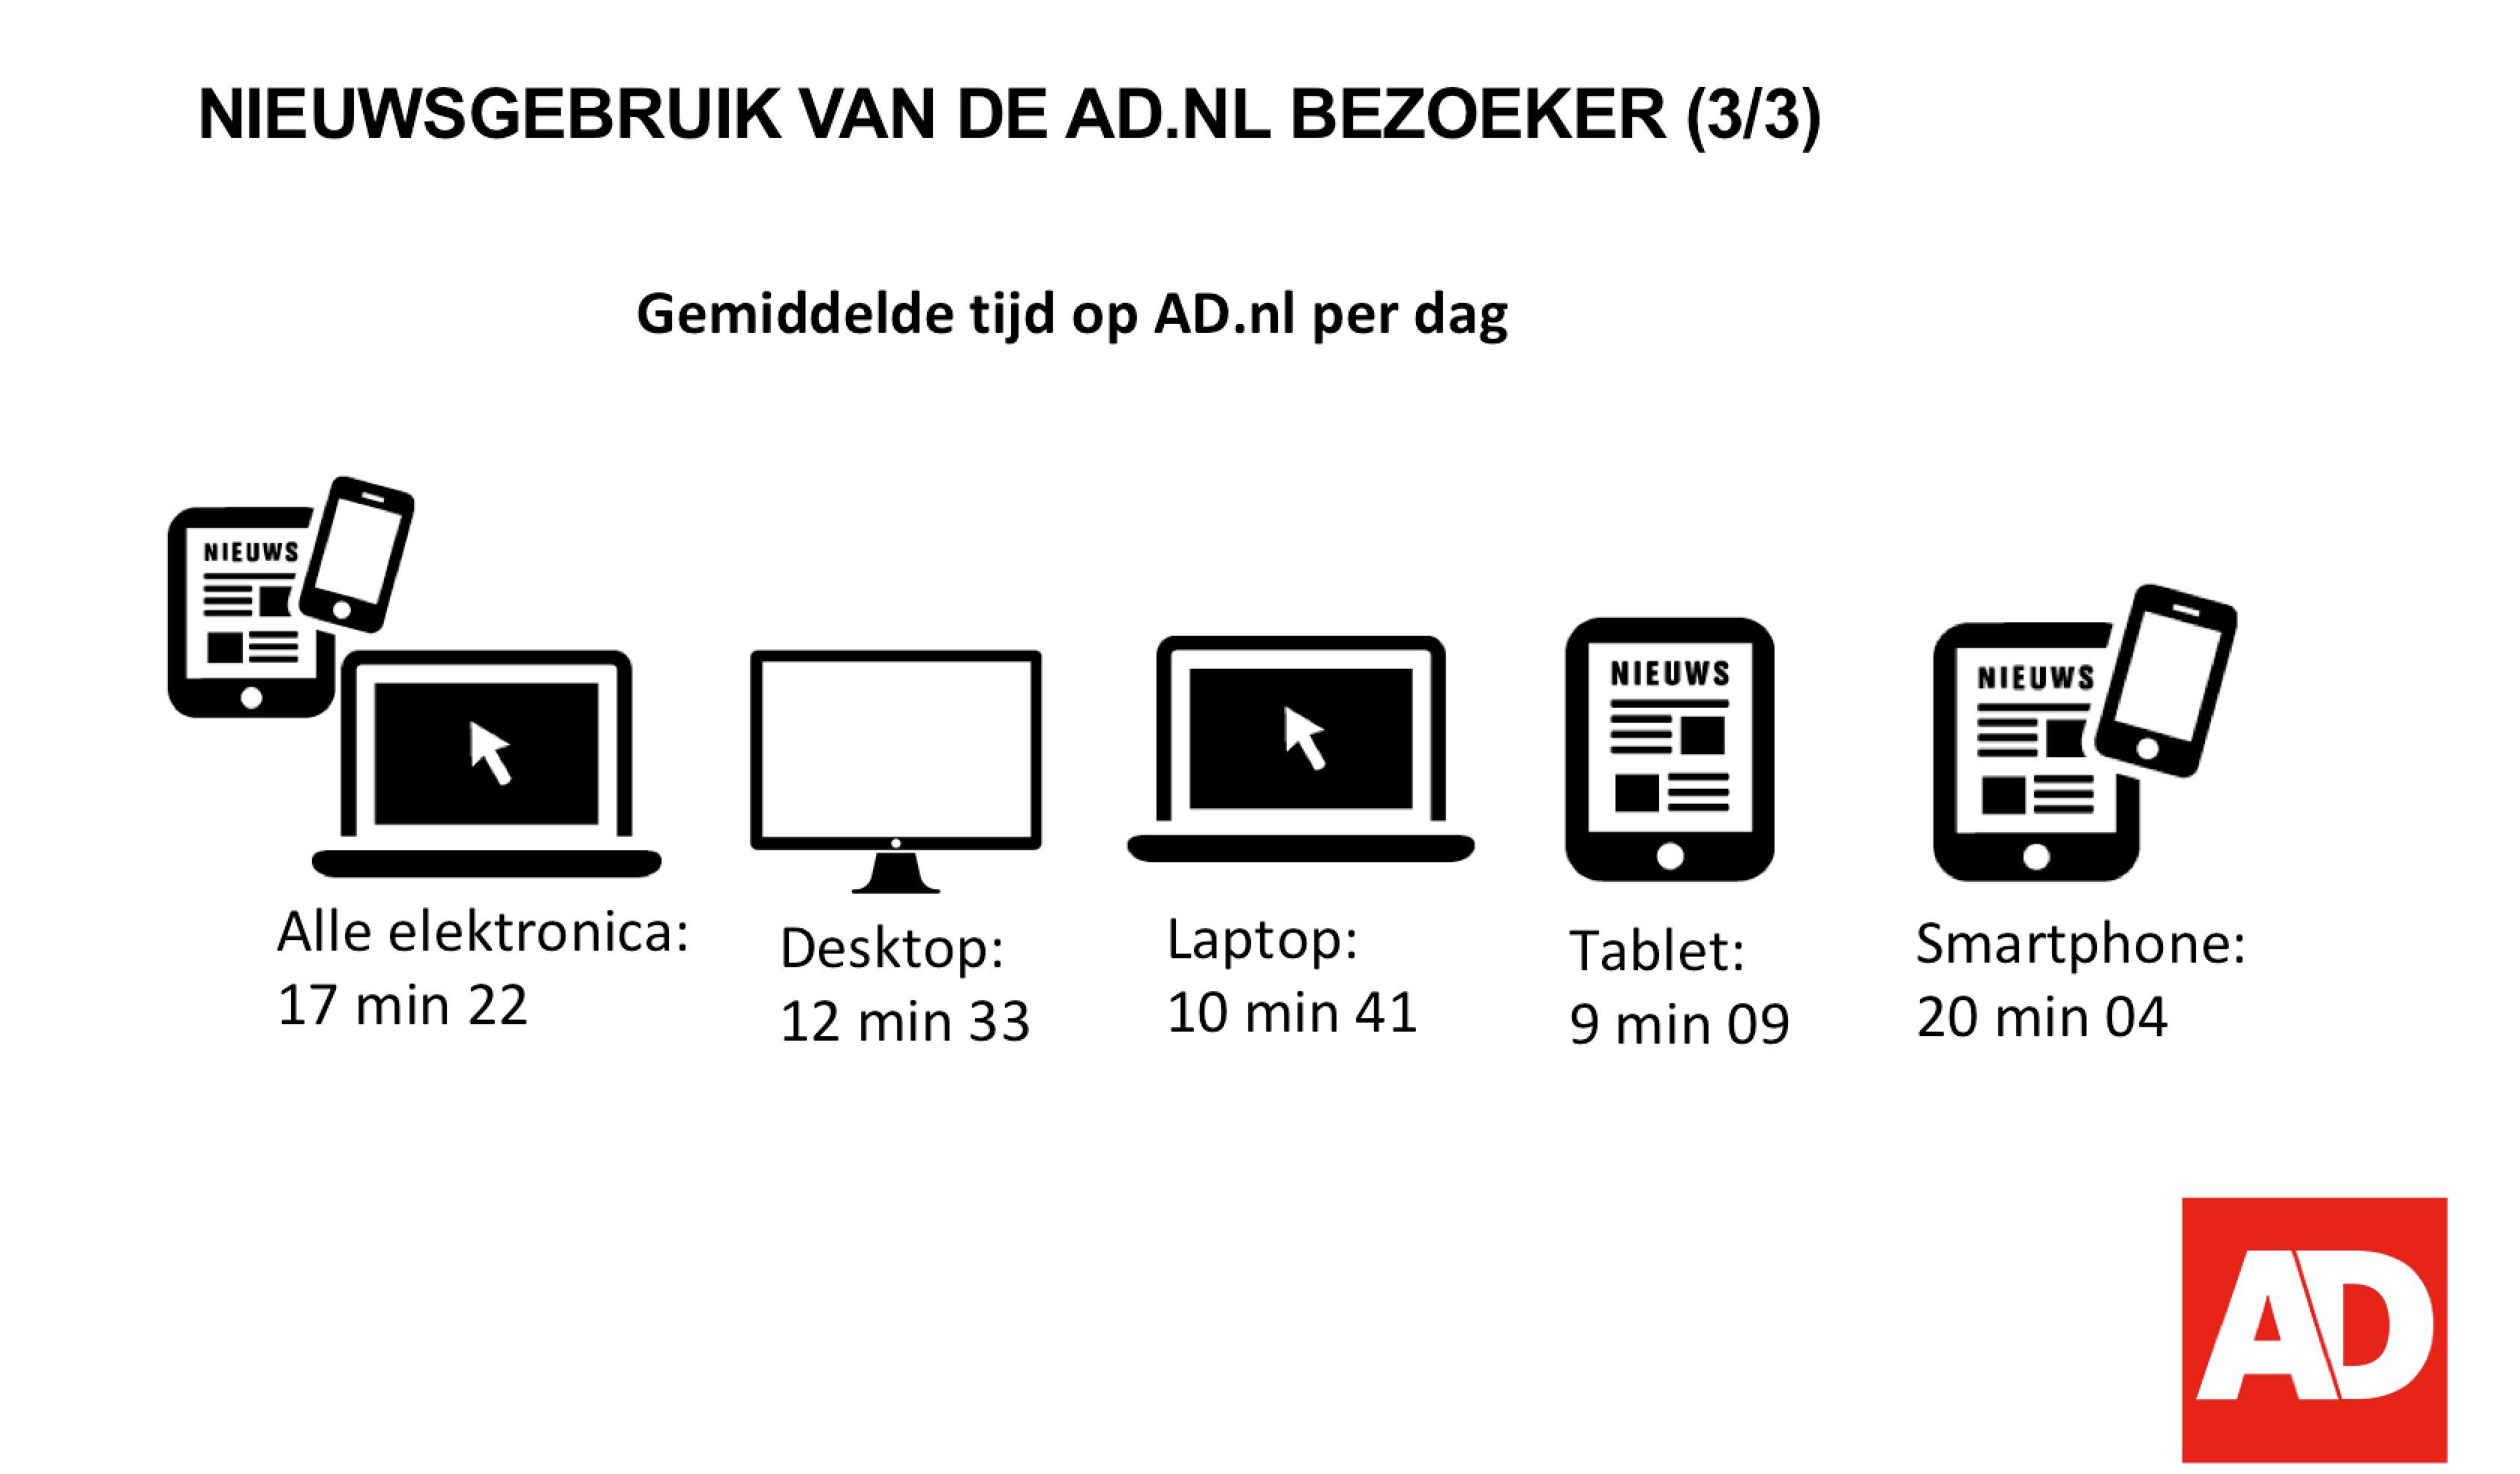 NIEUWSGEBRUIK VAN DE AD.NL BEZOEKER (3/3)
Gemiddelde tijd op AD.nl per dag
NIEUWS
NIEUWS
NIEUWS
Alle elektronica:
17 min 22
Desktop:
12 min 33
Laptop:
10 min 41
Tablet:
9 min 09
Smartphone:
20 min 04
AD